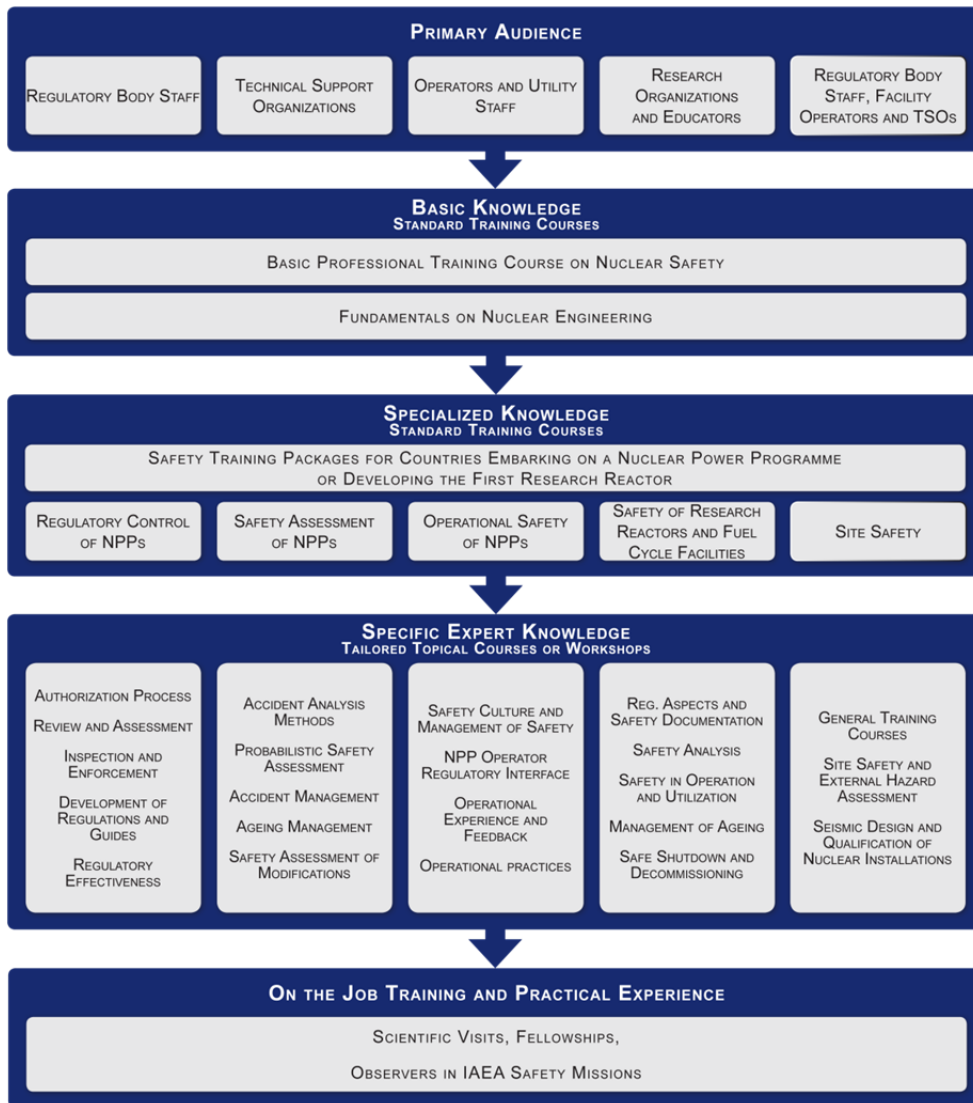 Primary Audience
Regulatory Body Staff
Technical Support
Organizations
Operators and Utility
Staff
Research
Organizations
and Educators
Regulatory Body
Staff, Facility
Operators and TSOs
Basic Knowledge
Standard Training Courses
Basic Professional Training Course on Nuclear Safety
Fundamentals on Nuclear Engineering
Specialized Knowledge
Standard Training Courses
Safety Training Packages for Countries Embarking on a Nuclear Power Programme
or Developing the First Research Reactor
Regulatory Control
of NPPs
Safety Assessment
of NPPs
Operational Safety
of NPPs
Safety of Research
Reactors and Fuel
Cycle Facilities
Site Safety
Specific Expert Knowledge
Tailored Topical Courses or Workshops
Authorization Process
Review and Assessment
Inspection and
Enforcement
Development of
Regulations and
Guides
Regulatory
Effectiveness
Accident Analysis
Methods
Probabilistic Safety
Assessment
Accident Management
Ageing Management
Safety Assessment of
Modifications
Safety Culture and
Management of Safety
NPP Operator
Regulatory Interface
Operational
Experience and
Feedback
Operational practices
Reg. Aspects and
Safety Documentation
Safety Analysis
Safety in Operation
and Utilization
Management of Ageing
Safe Shutdown and
Decommissioning
General Training
Courses
Site Safety and
External Hazard
Assessment
Seismic Design and
Qualification of
Nuclear Installations
On the Job Training and Practical Experience
Scientific Visits, Fellowships,
Observers in IAEA Safety Missions